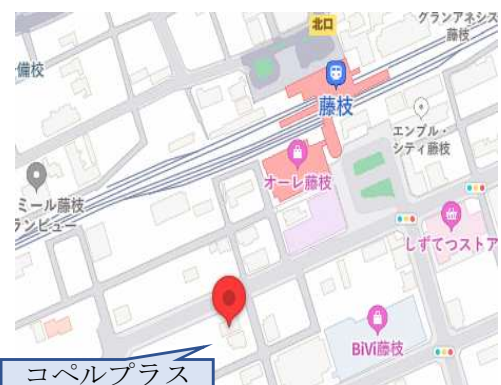 北口
グランアネシス
藤枝
備校
藤枝
エンブル・
シティ藤枝
オーレ藤枝
ミール藤枝
ランビュー
しずてつストア
BiVi藤枝
コペルプラス